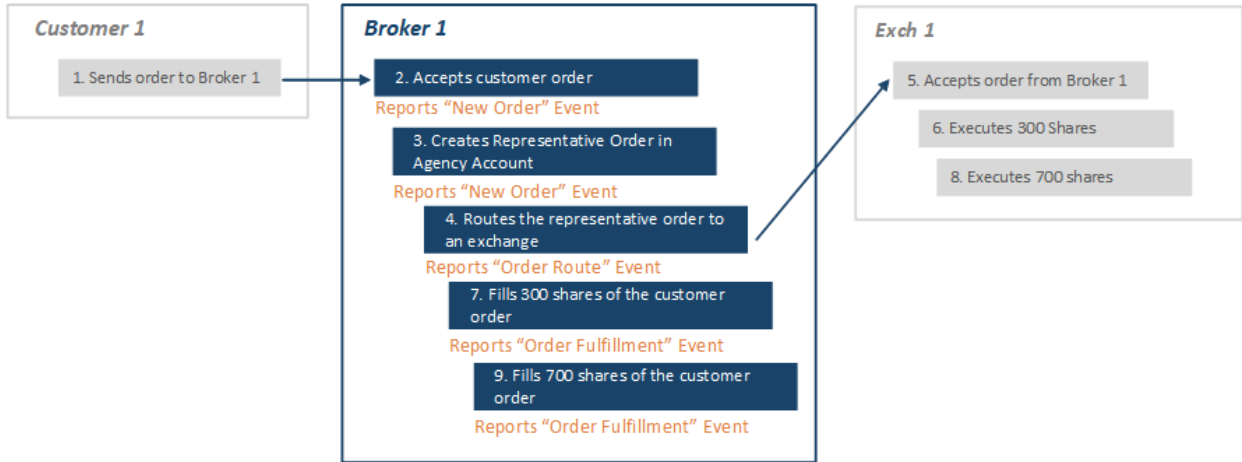 Customer 1
1. Sends order to Broker 1
Broker 1
2. Accepts customer order
Reports “New Order” Event
3. Creates Representative Order in
Agency Account
Reports “New Order” Event
4. Routes the representative order to
an exchange
Reports “Order Route” Event
7. Fills 300 shares of the customer
order
Reports “Order Fulfillment” Event
9. Fills 700 shares of the customer
order
Reports “Order Fulfillment” Event
Exch 1
5. Accepts order from Broker 1
6. Executes 300 Shares
8. Executes 700 shares